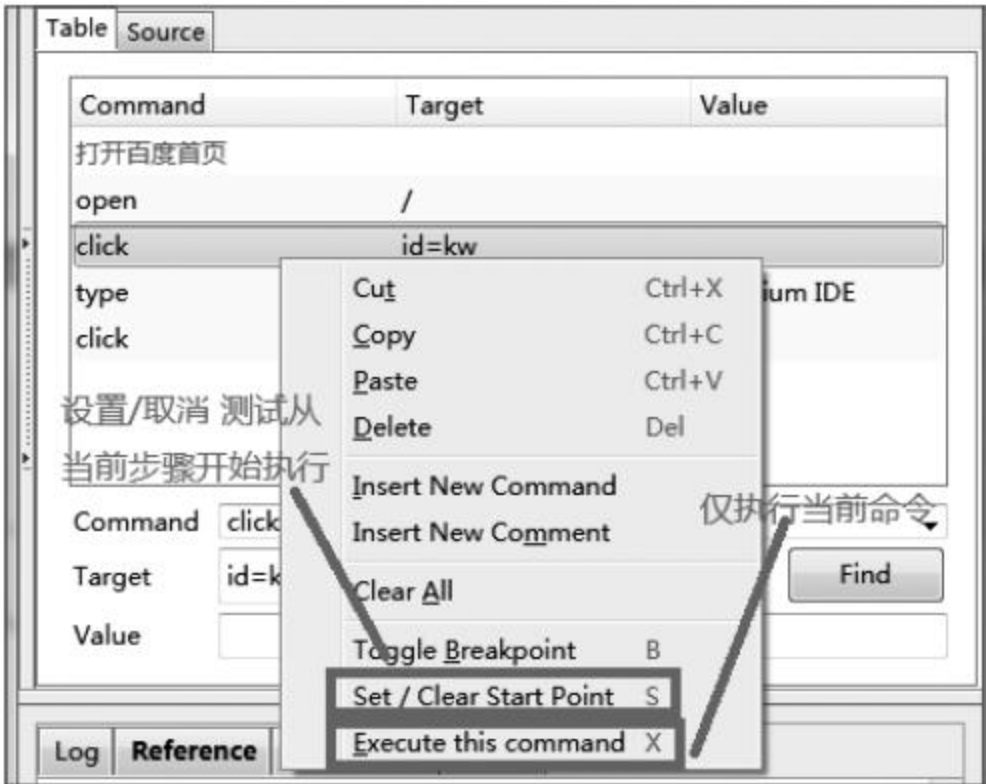 Table Source
Command Target Value
打开百度首页
open /
click id=kw
type ium IDE
click
Cut Ctrl+X
Copy Ctrl+C
Paste Ctrl+V
Delete Del
Insert New Command
Insert New Comment
Clear All
Toggle Breakpoint B
Set / Clear Start Point S
Execute this command X
设置/取消 测试从
当前步骤开始执行
仅执行当前命令
Command click
Target id=k Find
Value
Log Reference